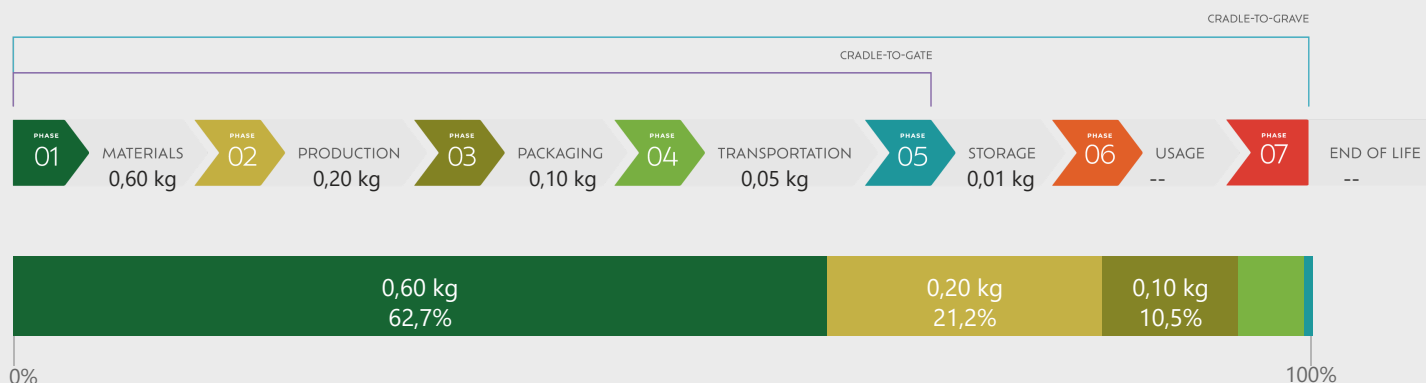 CRADLE-TO-GRAVE
CRADLE-TO-GATE
PHASE 01 MATERIALS 0,60 kg
PHASE 02 PRODUCTION 0,20 kg
PHASE 03 PACKAGING 0,10 kg
PHASE 04 TRANSPORTATION 0,05 kg
PHASE 05 STORAGE 0,01 kg
PHASE 06 USAGE --
PHASE 07 END OF LIFE --
0,60 kg
62,7%
0,20 kg
21,2%
0,10 kg
10,5%
0%
100%